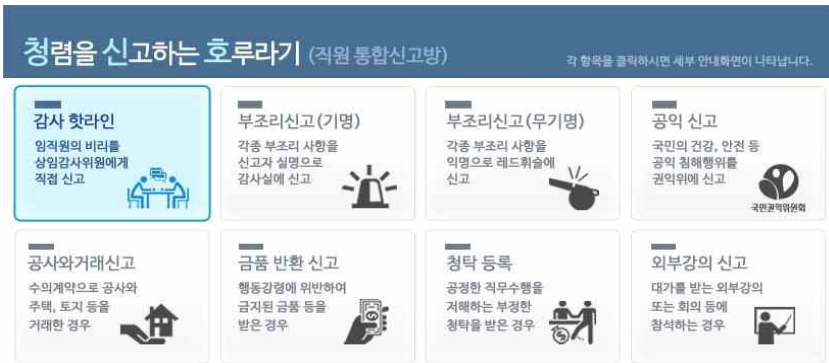 청렴을 신고하는 호루라기 (직원 통합신고방)
각 항목을 클릭하시면 세부 안내화면이 나타납니다.
감사 핫라인
임직원의 비리를
상임감사위원에게
직접 신고
부조리신고(기명)
각종 부조리 사항을
신고자 실명으로
감사실에 신고
부조리신고(무기명)
각종 부조리 사항을
익명으로 레드휘슬에
신고
공익 신고
국민의 건강, 안전 등
공익 침해행위를
권익위에 신고
국민권익위원회
공사와거래신고
수의계약으로 공사와
주택, 토지 등을
거래한 경우
금품 반환 신고
행동강령에 위반하여
금지된 금품 등을
받은 경우
청탁 등록
공정한 직무수행을
저해하는 부정한
청탁을 받은 경우
외부강의 신고
대가를 받는 외부강의
또는 회의 등에
참석하는 경우